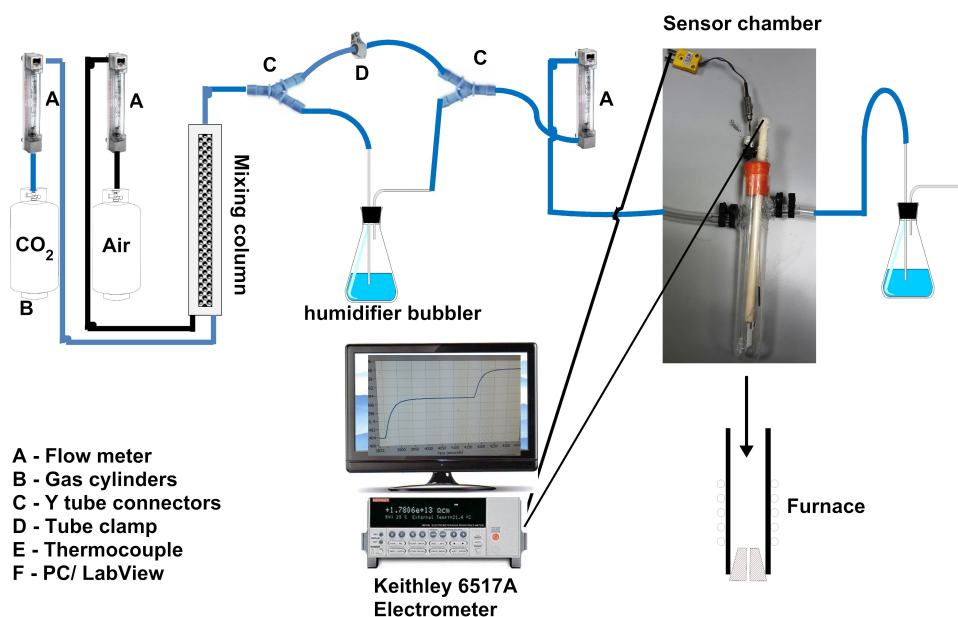 Sensor chamber
C
D
C
A
A
A
Mixing column
CO2
Air
B
humidifier bubbler
A - Flow meter
B - Gas cylinders
C - Y tube connectors
D - Tube clamp
E - Thermocouple
F - PC/ LabView
+1.7806e+13 Ωcm
Keithley 6517A
Electrometer
Furnace